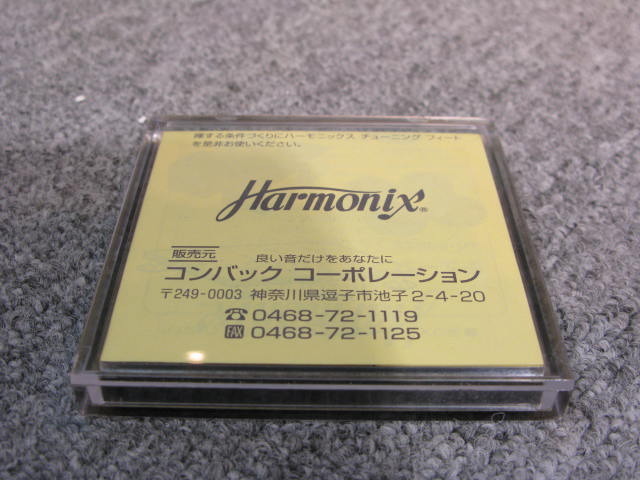 擁する条件づくりにハーモニックス チューニング フィート
を是非お使いください。
Harmonix®
販売元 良い音だけをあなたに
コンバック コーポレーション
〒249-0003 神奈川県逗子市池子2-4-20
☎0468-72-1119
FAX 0468-72-1125